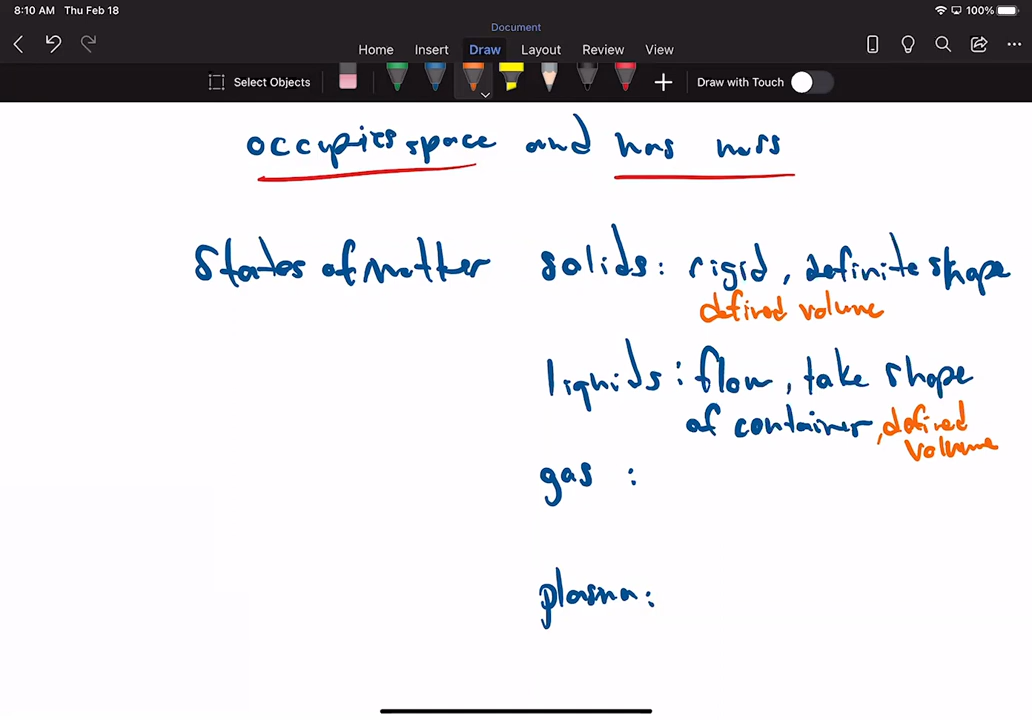 8:10 AM Thu Feb 18 100%
Document
Home Insert Draw Layout Review View
Select Objects Draw with Touch
occupies space and has mass
States of matter solids: rigid, definite shape
defined volume
liquids: flow, take shape
of container, defined
volume
gas :
plasma: